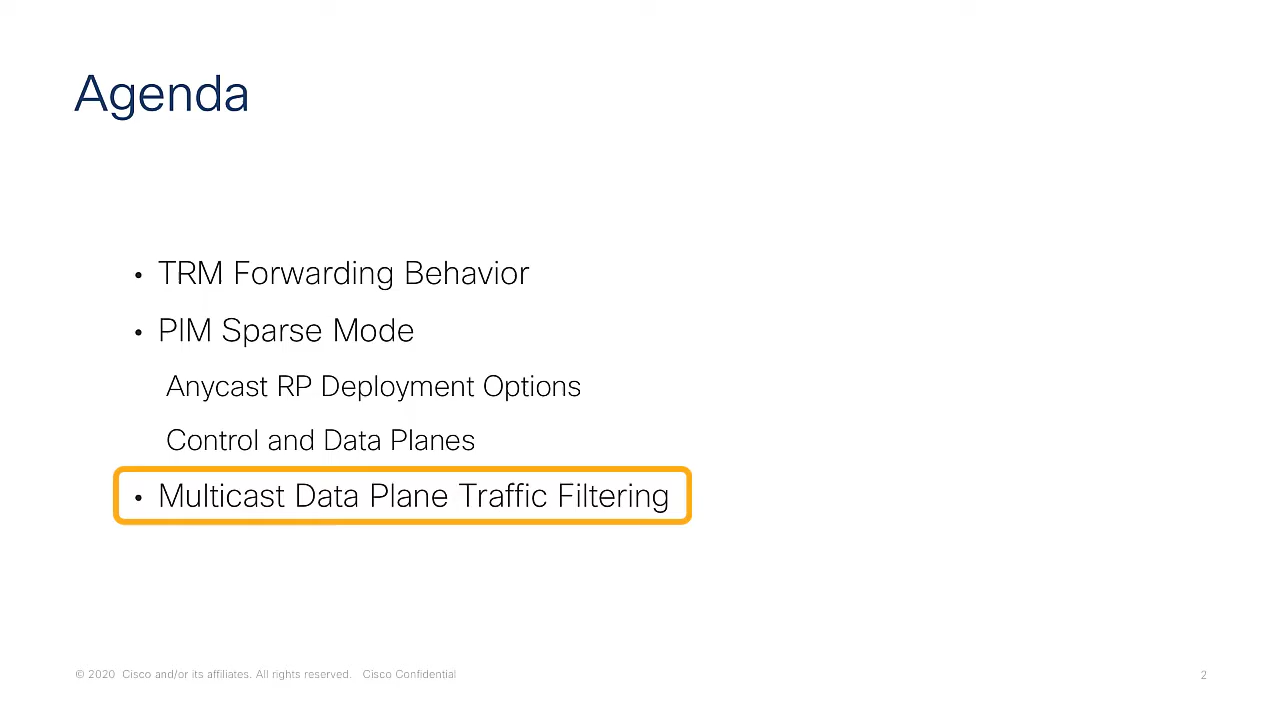 Agenda
• TRM Forwarding Behavior
• PIM Sparse Mode
Anycast RP Deployment Options
Control and Data Planes
• Multicast Data Plane Traffic Filtering
© 2020 Cisco and/or its affiliates. All rights reserved. Cisco Confidential
2